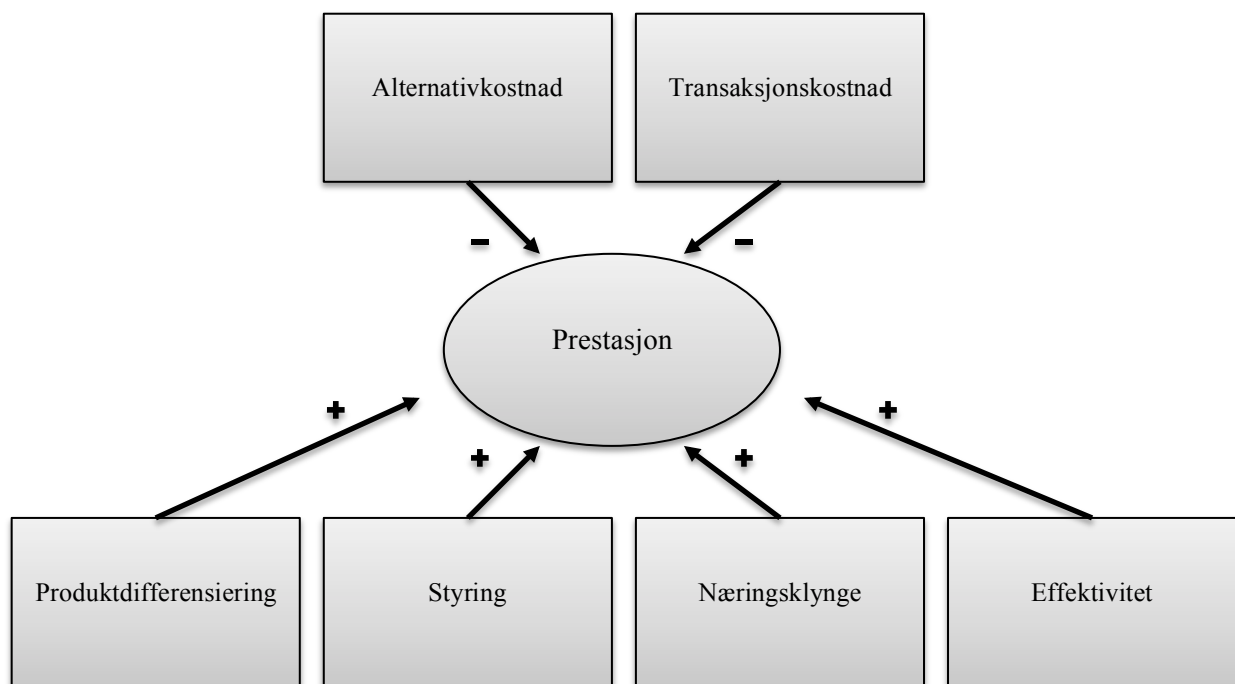 Alternativkostnad
Transaksjonskostnad
−
−
Prestasjon
+
+
+
+
Produktdifferensiering
Styring
Næringsklynge
Effektivitet